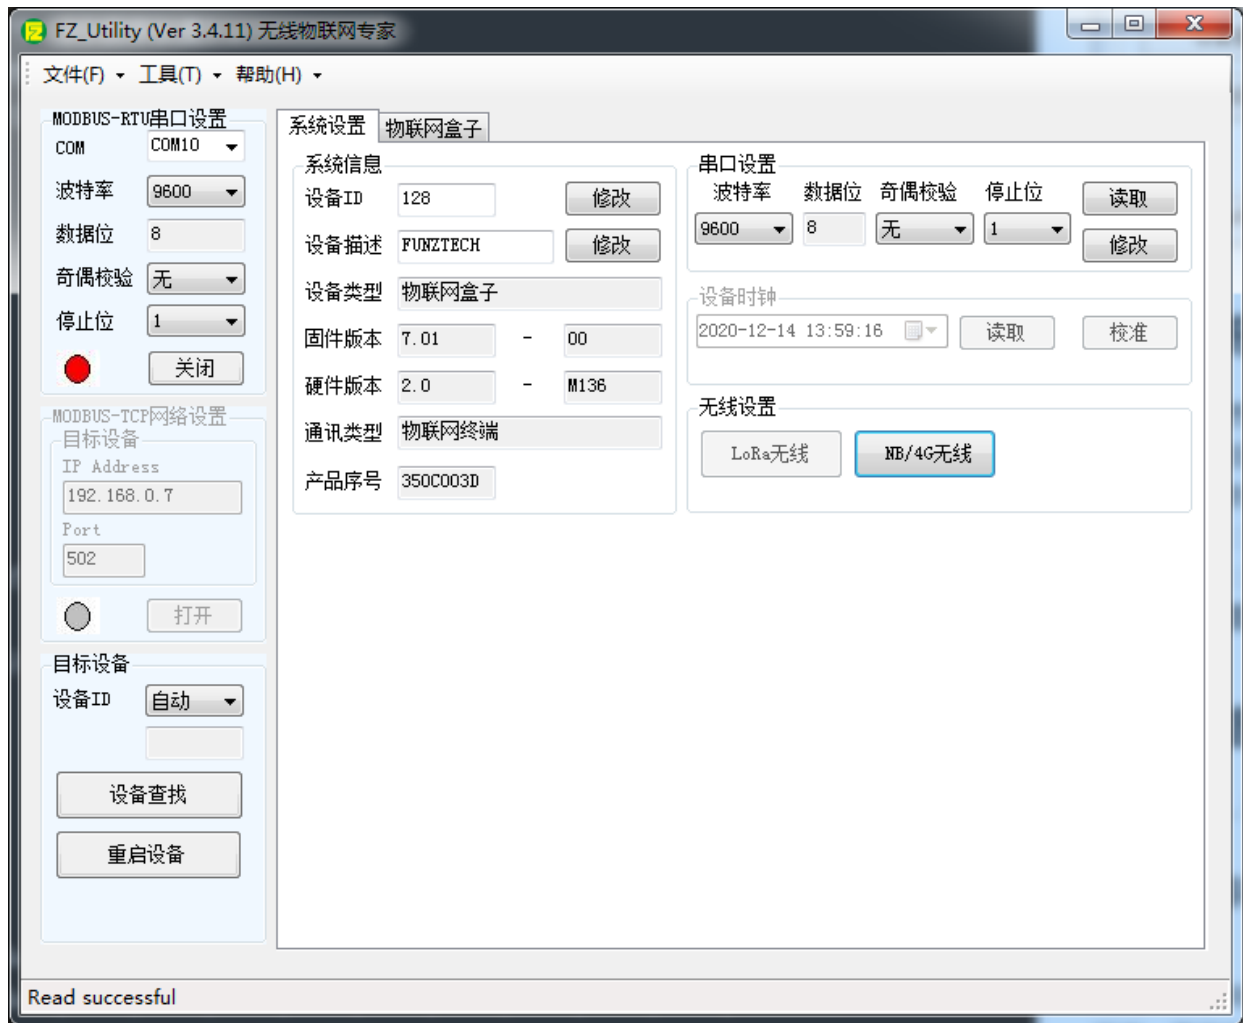 FZ_Utility (Ver 3.4.11) 无线物联网专家
文件(F) 工具(T) 帮助(H)
MODBUS-RTU串口设置
COM COM10
波特率 9600
数据位 8
奇偶校验 无
停止位 1
关闭
MODBUS-TCP网络设置
目标设备
IP Address
192.168.0.7
Port
502
打开
目标设备
设备ID 自动
设备查找
重启设备
系统设置 物联网盒子
系统信息
设备ID 128 修改
设备描述 FUNZTECH 修改
设备类型 物联网盒子
固件版本 7.01 - 00
硬件版本 2.0 - M136
通讯类型 物联网终端
产品序号 350C003D
串口设置
波特率 数据位 奇偶校验 停止位 读取
9600 8 无 1 修改
设备时钟
2020-12-14 13:59:16 读取 校准
无线设置
LoRa无线 NB/4G无线
Read successful